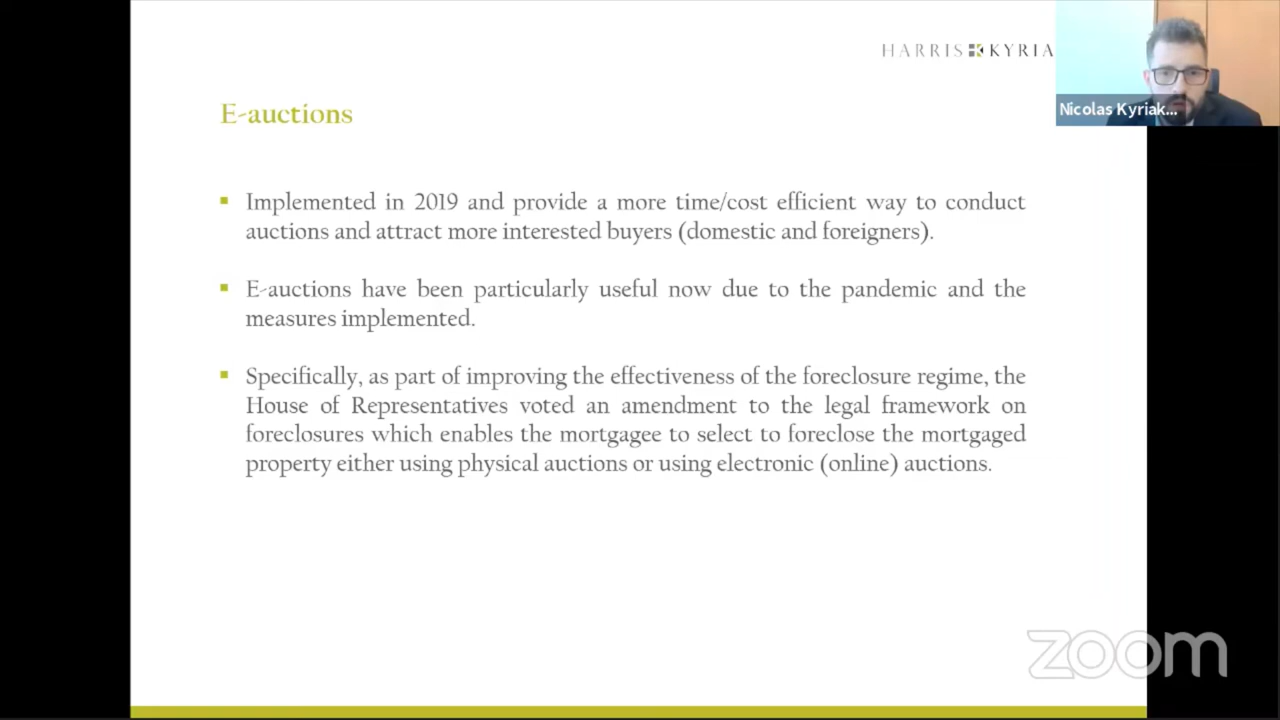 HARRIS KYRIA
Nicolas Kyriak...
E-auctions
Implemented in 2019 and provide a more time/cost efficient way to conduct
auctions and attract more interested buyers (domestic and foreigners).
E-auctions have been particularly useful now due to the pandemic and the
measures implemented.
Specifically, as part of improving the effectiveness of the foreclosure regime, the
House of Representatives voted an amendment to the legal framework on
foreclosures which enables the mortgagee to select to foreclose the mortgaged
property either using physical auctions or using electronic (online) auctions.
zoom